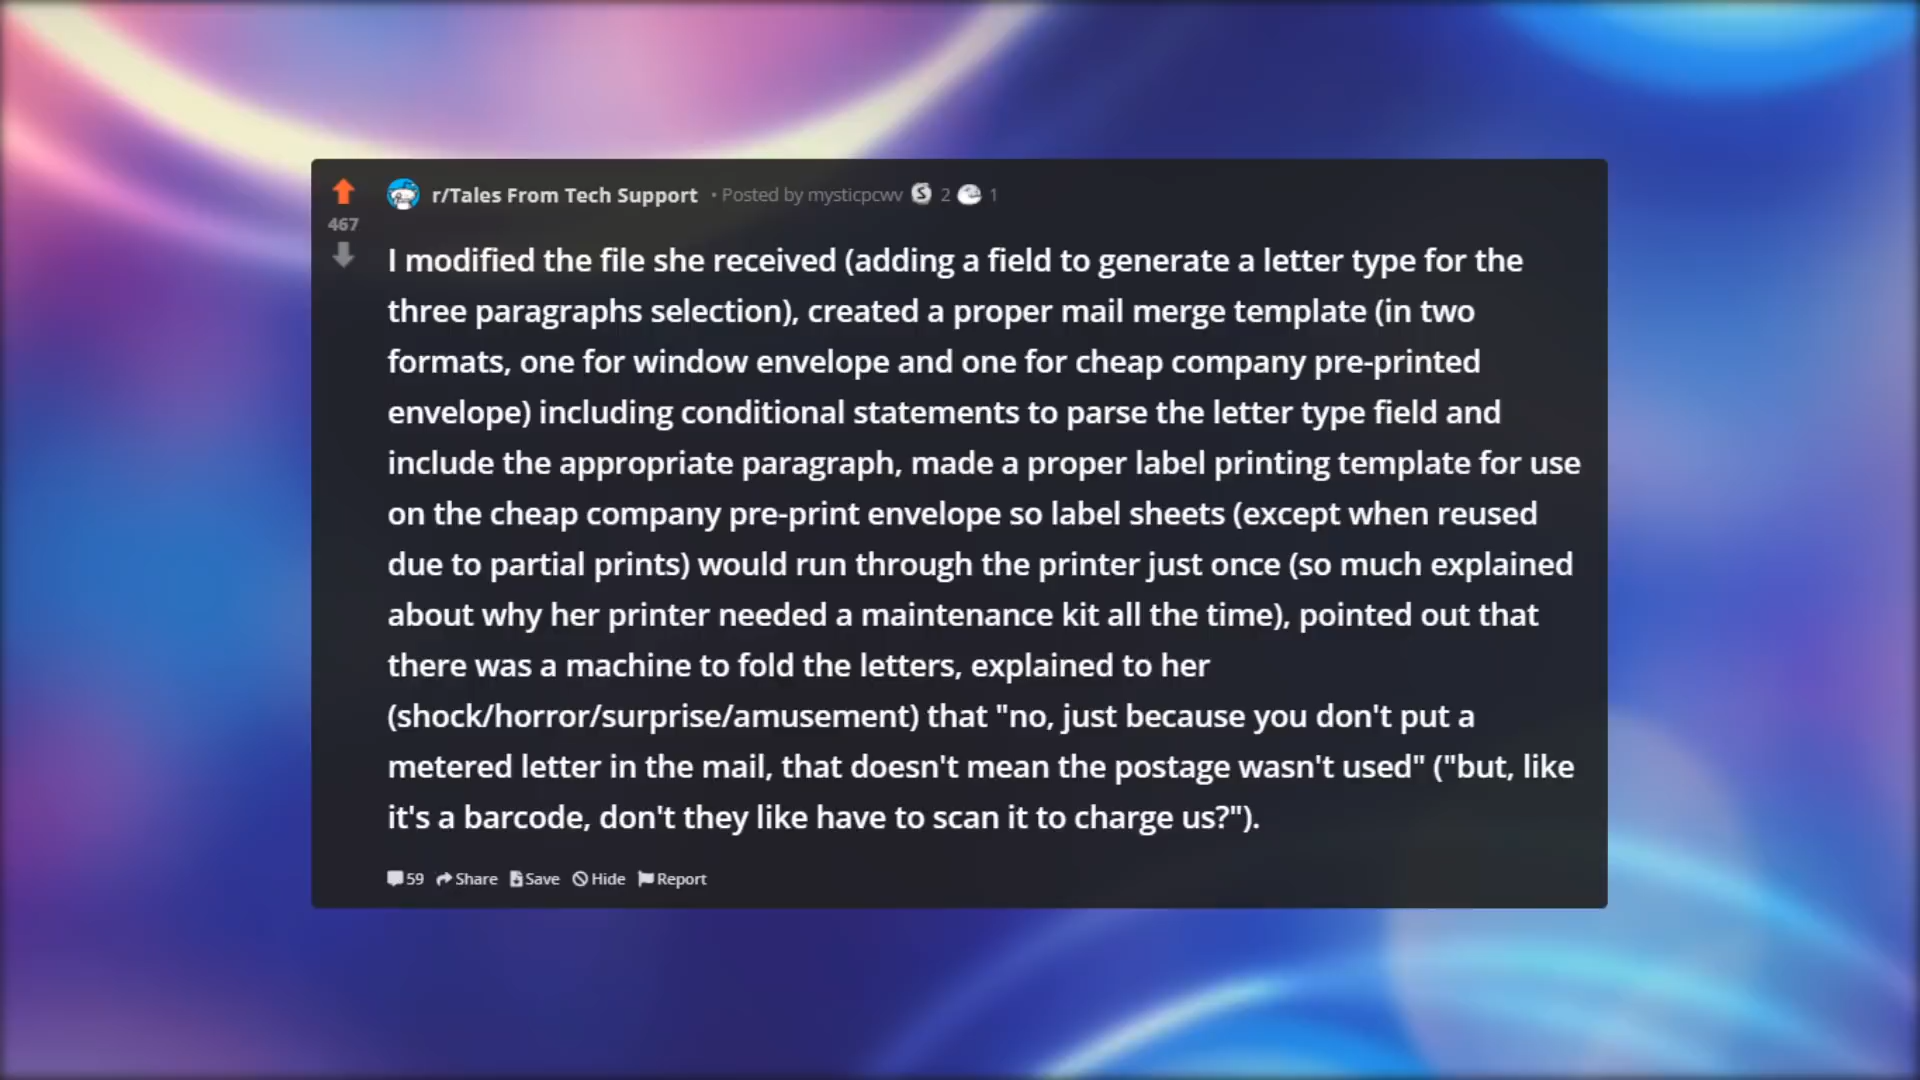 r/Tales From Tech Support • Posted by mysticpcwv 2 1
467
I modified the file she received (adding a field to generate a letter type for the
three paragraphs selection), created a proper mail merge template (in two
formats, one for window envelope and one for cheap company pre-printed
envelope) including conditional statements to parse the letter type field and
include the appropriate paragraph, made a proper label printing template for use
on the cheap company pre-print envelope so label sheets (except when reused
due to partial prints) would run through the printer just once (so much explained
about why her printer needed a maintenance kit all the time), pointed out that
there was a machine to fold the letters, explained to her
(shock/horror/surprise/amusement) that "no, just because you don't put a
metered letter in the mail, that doesn't mean the postage wasn't used" ("but, like
it's a barcode, don't they like have to scan it to charge us?").
59 Share Save Hide Report